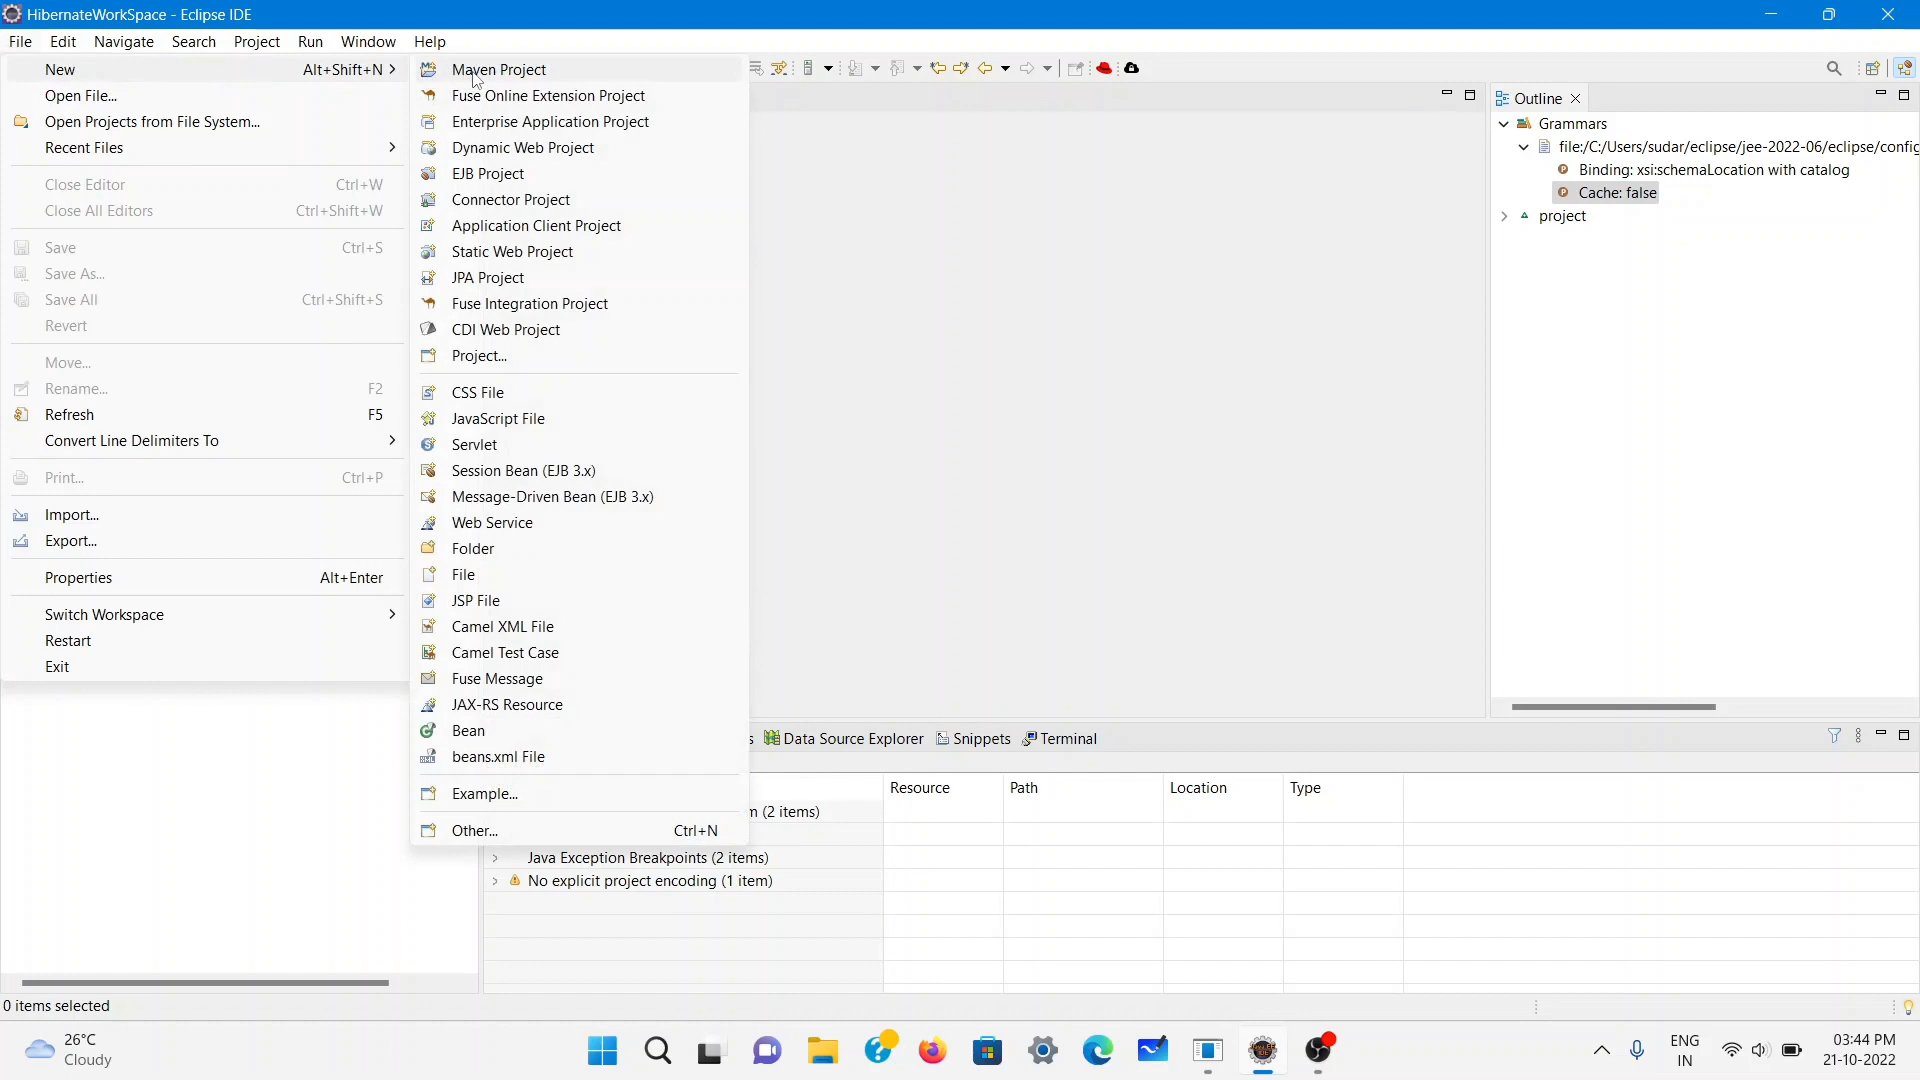 HibernateWorkSpace - Eclipse IDE
File Edit Navigate Search Project Run Window Help
New Alt+Shift+N
Open File...
Open Projects from File System...
Recent Files
Close Editor Ctrl+W
Close All Editors Ctrl+Shift+W
Save Ctrl+S
Save As...
Save All Ctrl+Shift+S
Revert
Move...
Rename... F2
Refresh F5
Convert Line Delimiters To
Print... Ctrl+P
Import...
Export...
Properties Alt+Enter
Switch Workspace
Restart
Exit
Maven Project
Fuse Online Extension Project
Enterprise Application Project
Dynamic Web Project
EJB Project
Connector Project
Application Client Project
Static Web Project
JPA Project
Fuse Integration Project
CDI Web Project
Project...
CSS File
JavaScript File
Servlet
Session Bean (EJB 3.x)
Message-Driven Bean (EJB 3.x)
Web Service
Folder
File
JSP File
Camel XML File
Camel Test Case
Fuse Message
JAX-RS Resource
Bean
beans.xml File
Example...
Other... Ctrl+N
Outline
Grammars
file:/C:/Users/sudar/eclipse/jee-2022-06/eclipse/config
Binding: xsi:schemaLocation with catalog
Cache: false
project
s Data Source Explorer Snippets Terminal
Resource Path Location Type
m (2 items)
Java Exception Breakpoints (2 items)
No explicit project encoding (1 item)
0 items selected
26°C
Cloudy
ENG
IN
03:44 PM
21-10-2022